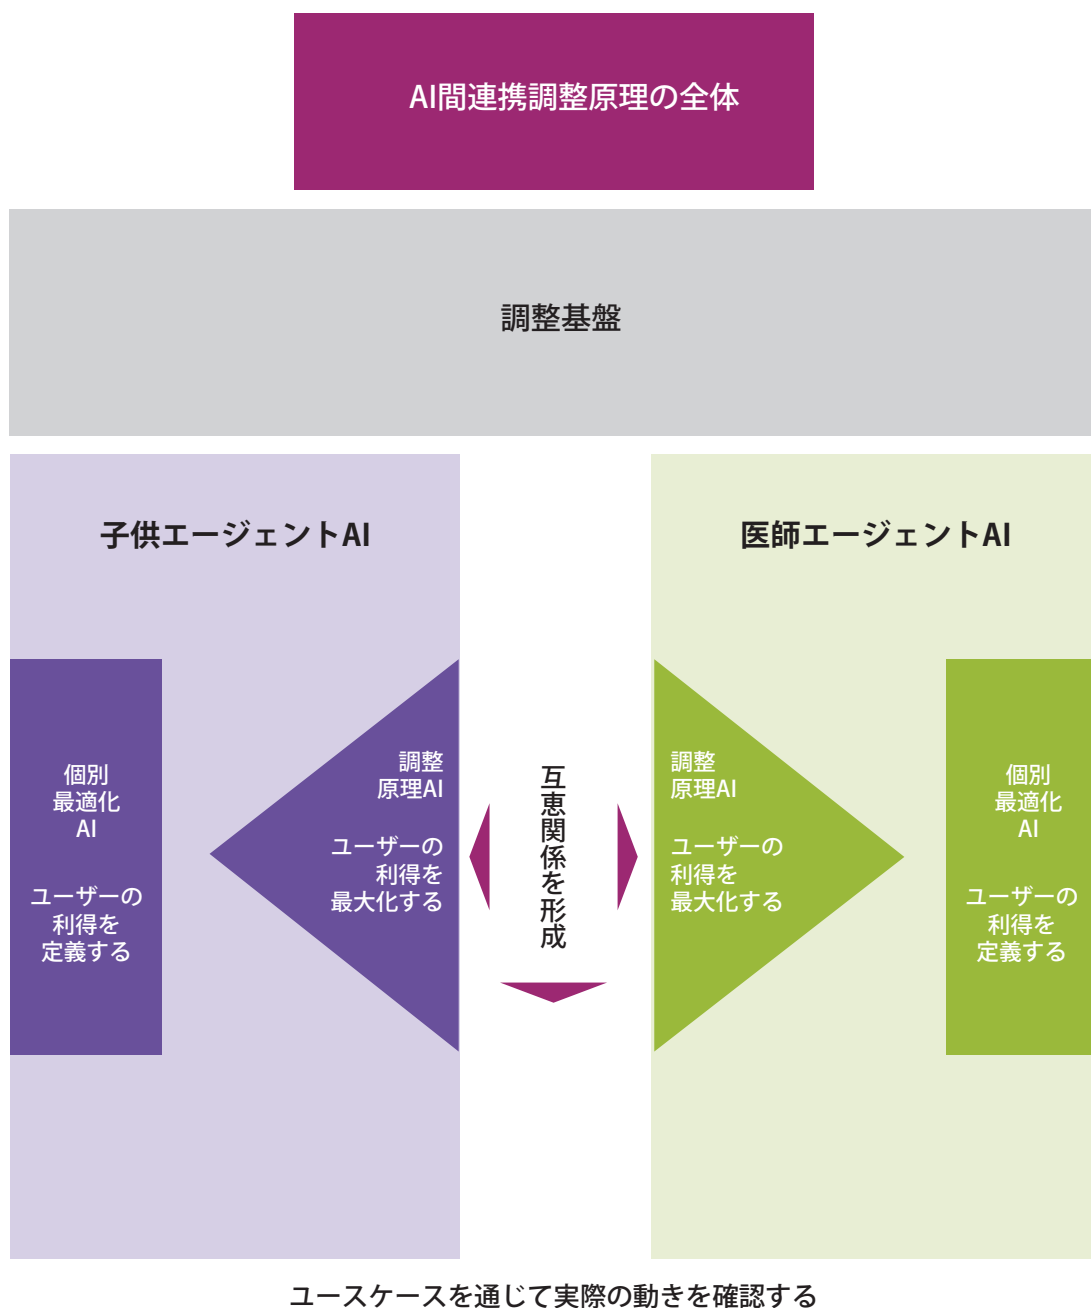 AI間連携調整原理の全体
調整基盤
子供エージェントAI
個別
最適化
AI
ユーザーの
利得を
定義する
調整
原理AI
ユーザーの
利得を
最大化する
互恵関係を形成
医師エージェントAI
調整
原理AI
ユーザーの
利得を
最大化する
個別
最適化
AI
ユーザーの
利得を
定義する
ユースケースを通じて実際の動きを確認する